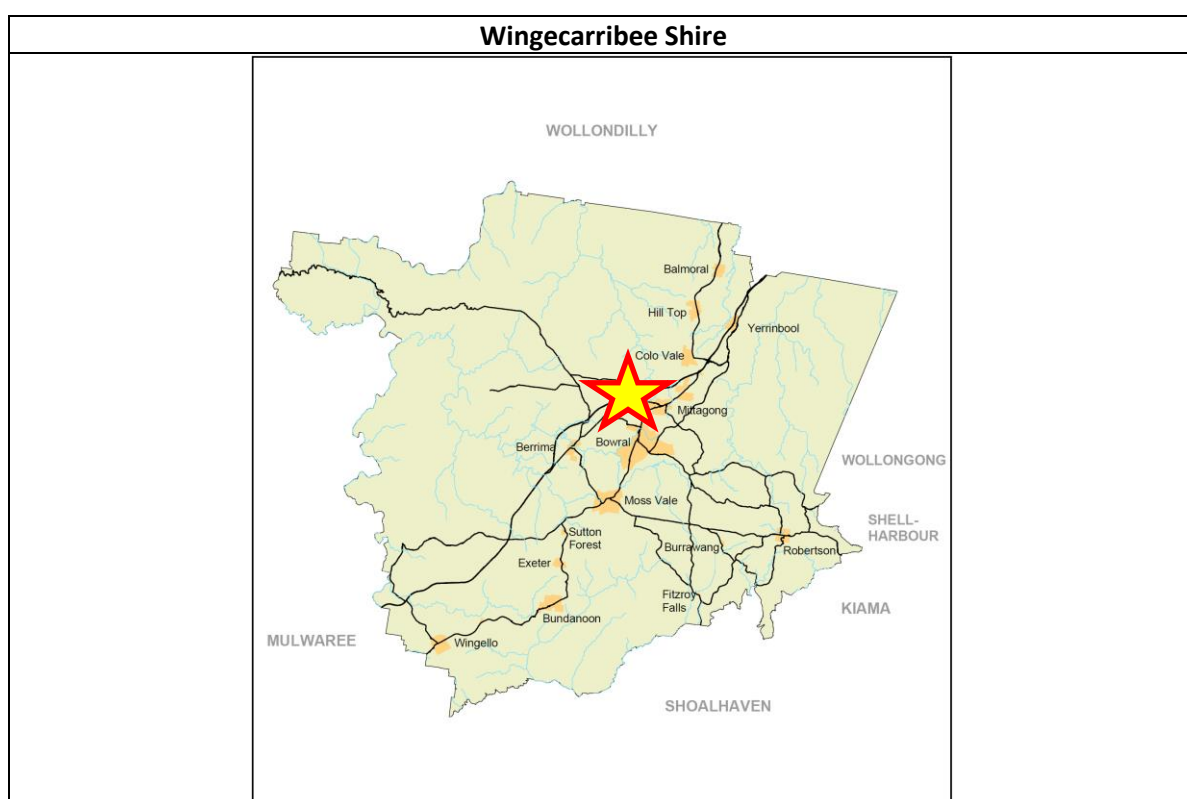 Wingecarribee Shire
WOLLONDILLY
Balmoral
Hill Top
Yerrinbool
Colo Vale
Mittagong
Berrima
Bowral
WOLLONGONG
Moss Vale
SHELL-
HARBOUR
Sutton
Forest
Burrawang
Robertson
Exeter
Fitzroy
Falls
KIAMA
Bundanoon
MULWAREE
Wingello
SHOALHAVEN